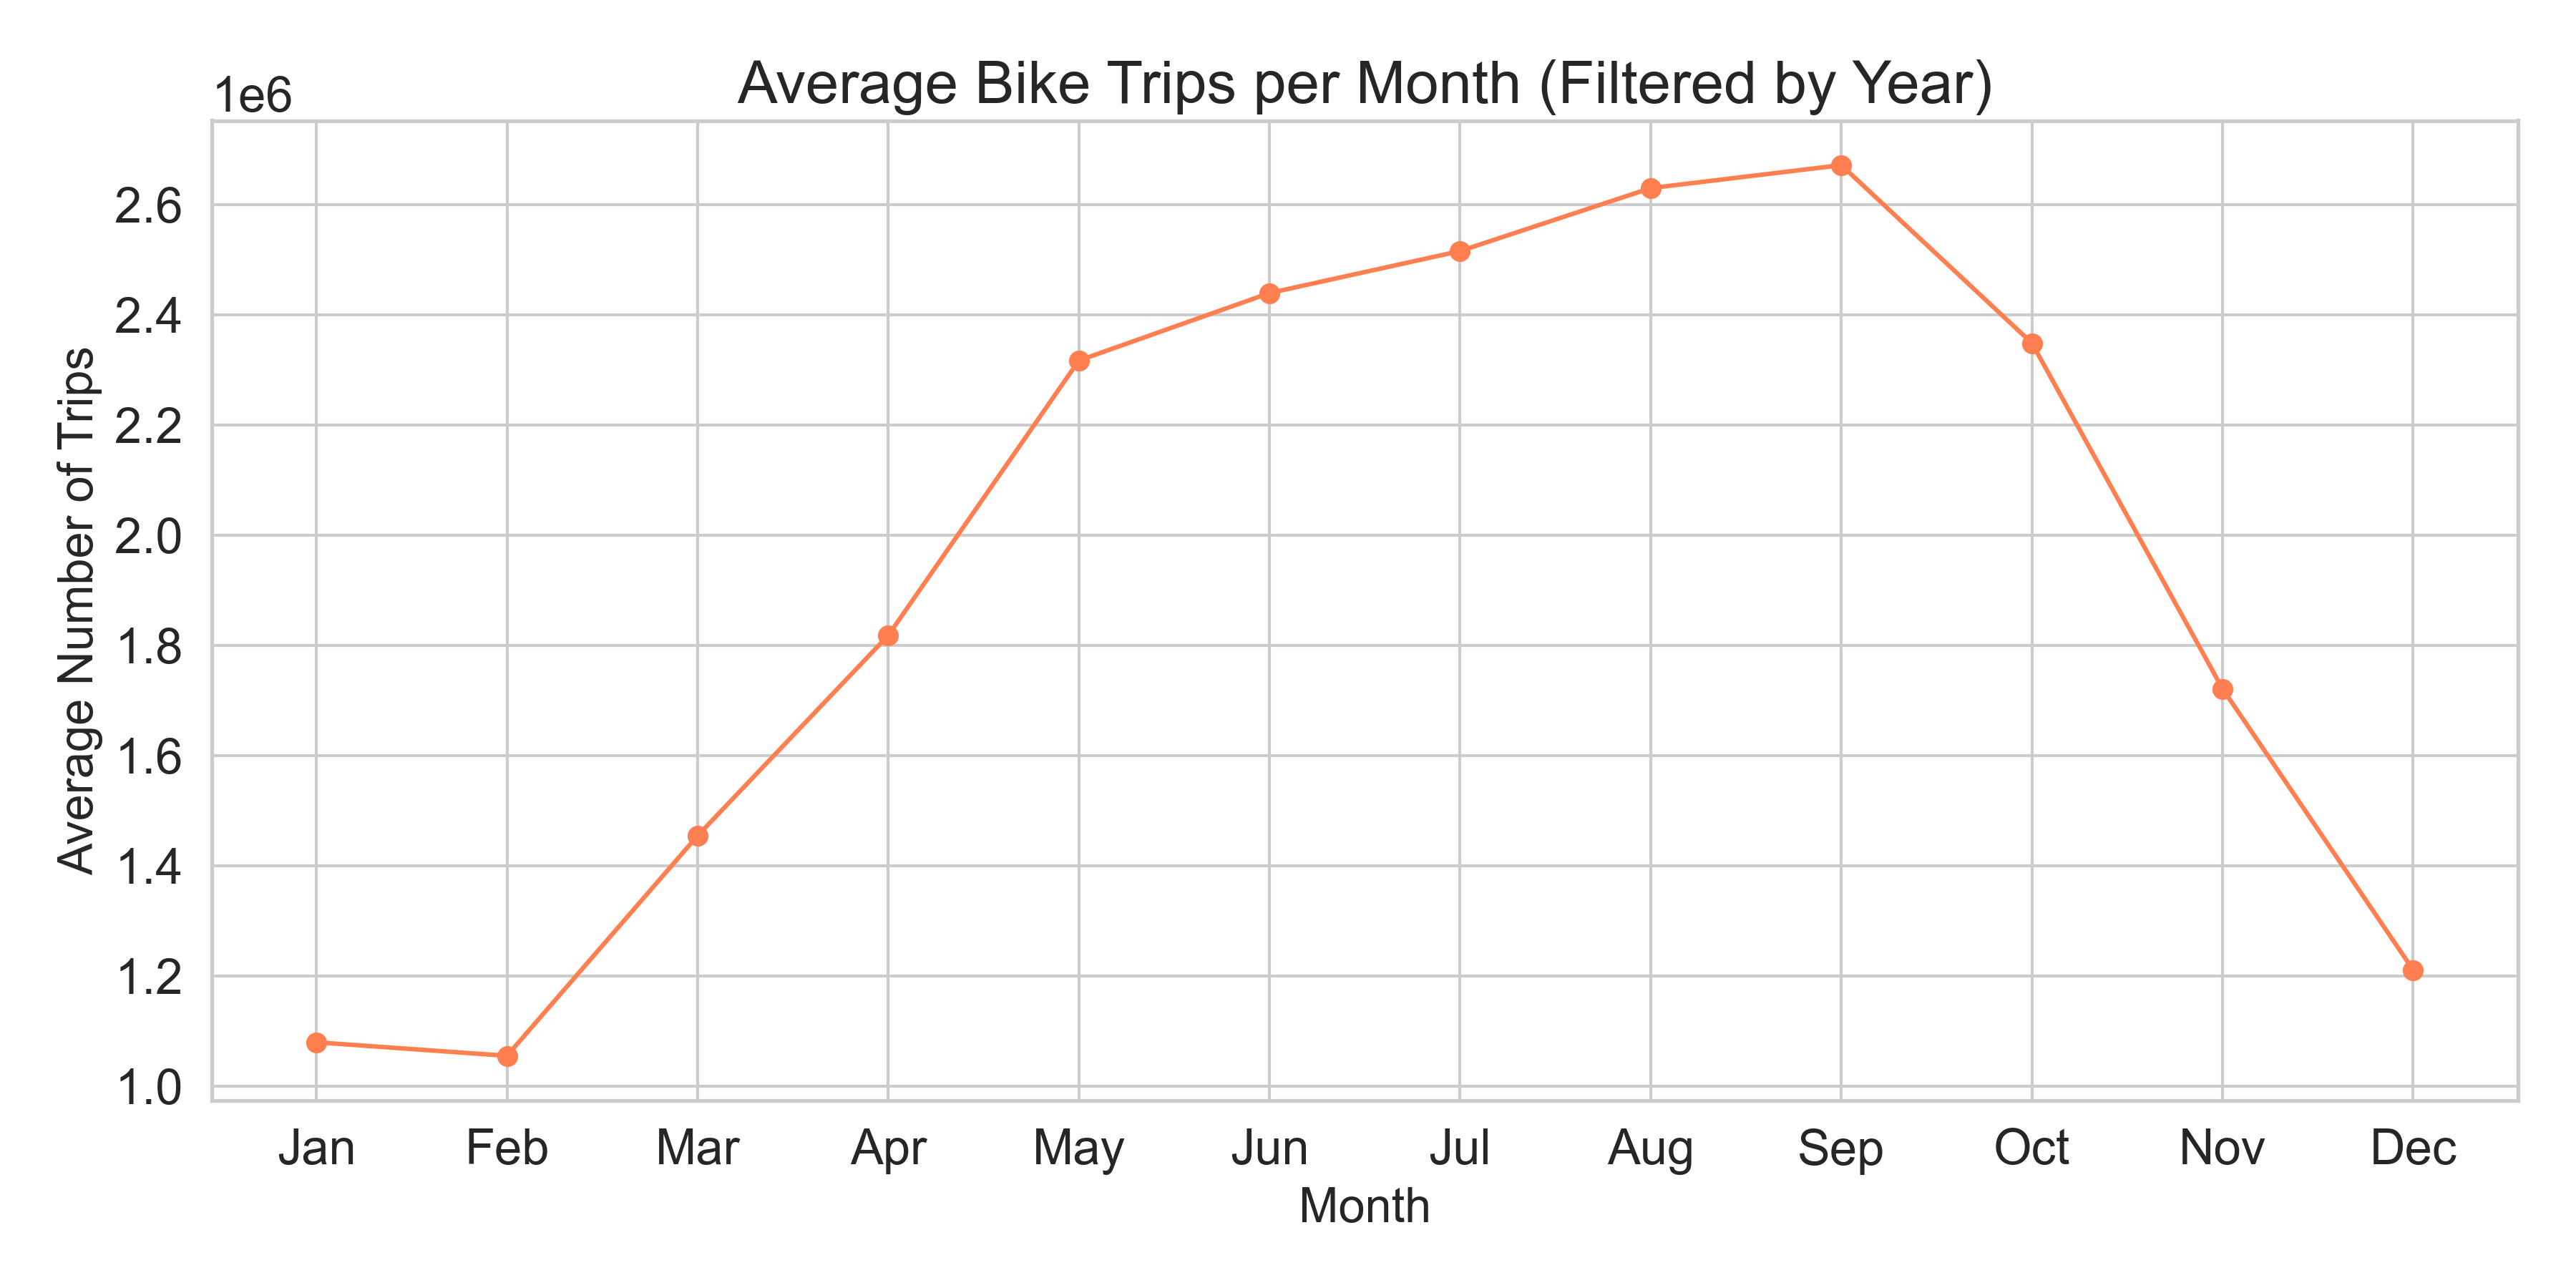 Average Bike Trips per Month (Filtered by Year)
1e6
2.6
2.4
2.2
2.0
1.8
1.6
1.4
1.2
1.0
Average Number of Trips
Jan Feb Mar Apr May Jun Jul Aug Sep Oct Nov Dec
Month